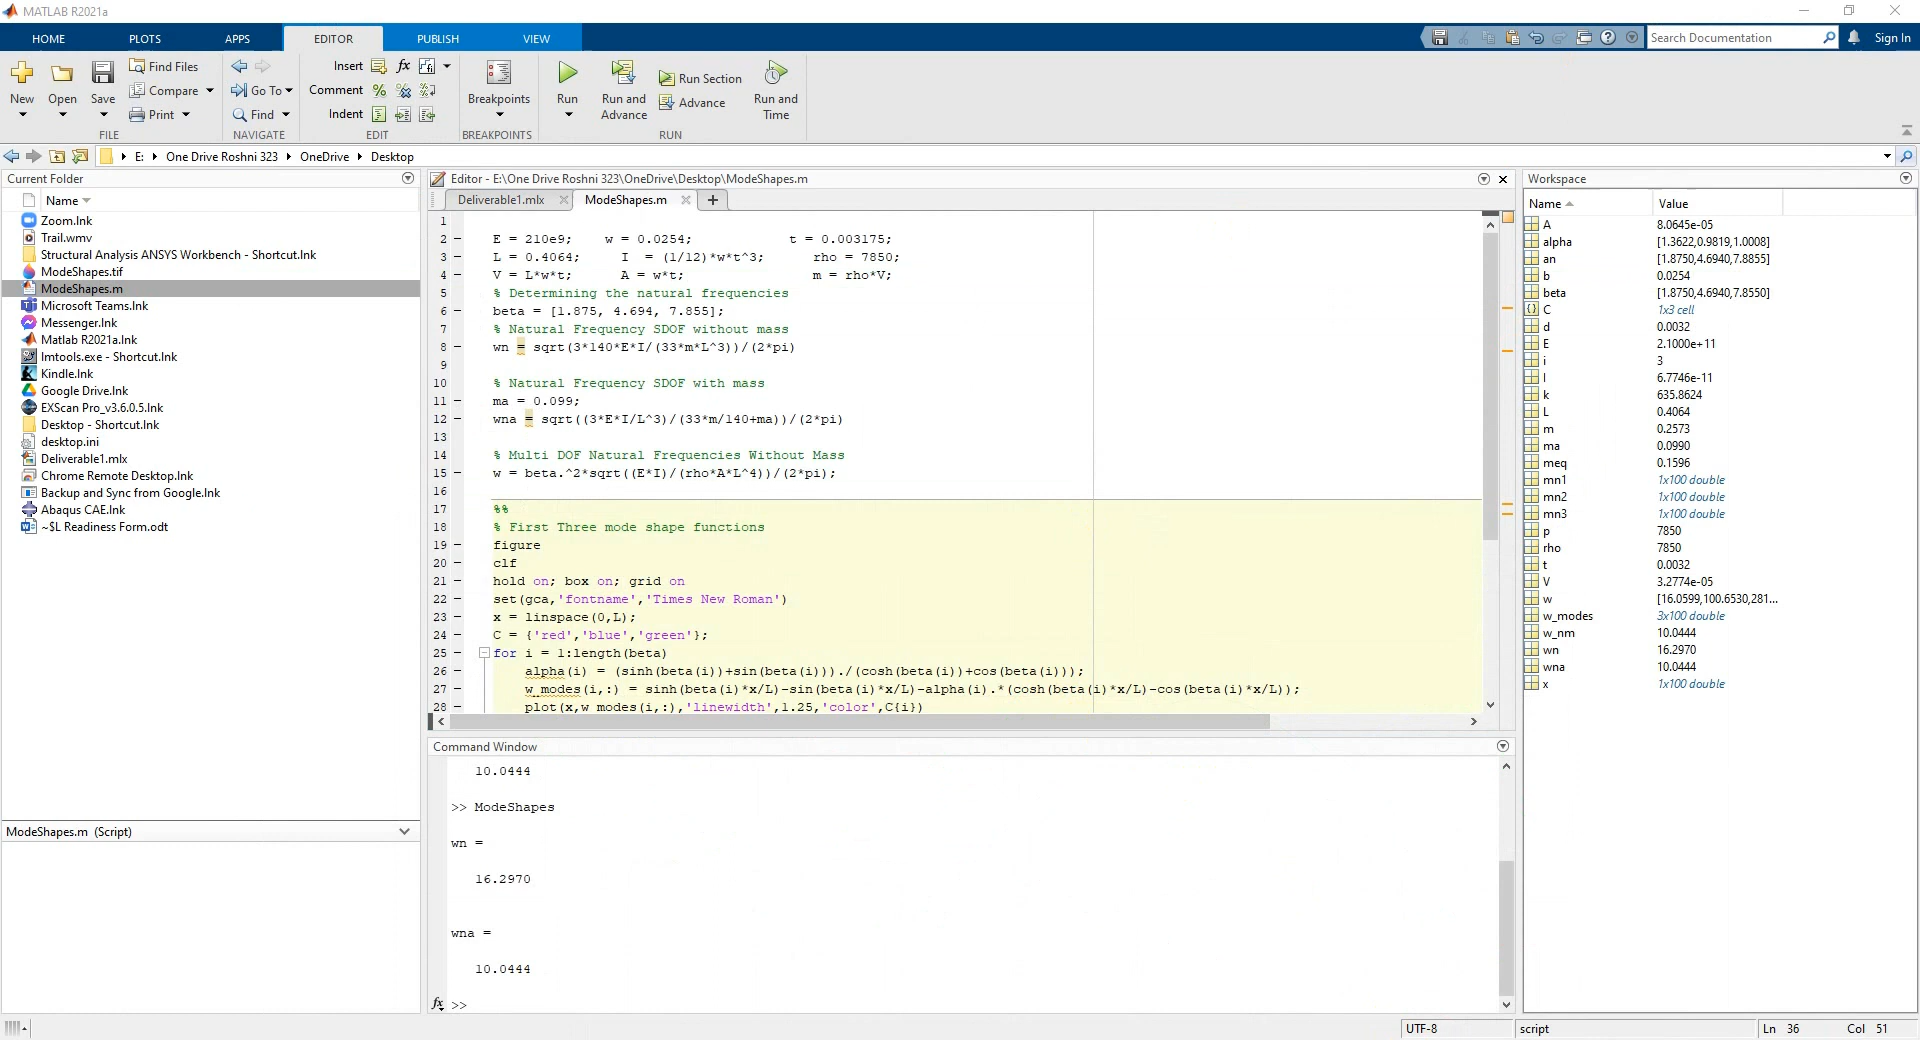 MATLAB R2021a
HOME PLOTS APPS EDITOR PUBLISH VIEW
Search Documentation
Sign In
New
Open
Save
Find Files
Compare
Print
FILE
Go To
Find
NAVIGATE
Insert
Comment
Indent
fx
EDIT
Breakpoints
BREAKPOINTS
Run
Run and Advance
Run Section
Advance
Run and Time
RUN
E: One Drive Roshni 323 OneDrive Desktop
Current Folder
Name
Zoom.lnk
Trail.wmv
Structural Analysis ANSYS Workbench - Shortcut.lnk
ModeShapes.tif
ModeShapes.m
Microsoft Teams.lnk
Messenger.lnk
Matlab R2021a.lnk
Imtools.exe - Shortcut.lnk
Kindle.lnk
Google Drive.lnk
EXScan Pro_v3.6.0.5.lnk
Desktop - Shortcut.lnk
desktop.ini
Deliverable1.mlx
Chrome Remote Desktop.lnk
Backup and Sync from Google.lnk
Abaqus CAE.lnk
~$L Readiness Form.odt
ModeShapes.m (Script)
Editor - E:\One Drive Roshni 323\OneDrive\Desktop\ModeShapes.m
Deliverable1.mlx ModeShapes.m +
1
2 E = 210e9; w = 0.0254; t = 0.003175;
3 L = 0.4064; I = (1/12)*w*t^3; rho = 7850;
4 V = L*w*t; A = w*t; m = rho*V;
5 % Determining the natural frequencies
6 beta = [1.875, 4.694, 7.855];
7 % Natural Frequency SDOF without mass
8 wn = sqrt(3*140*E*I/(33*m*L^3))/(2*pi)
9
10 % Natural Frequency SDOF with mass
11 ma = 0.099;
12 wna = sqrt((3*E*I/L^3)/(33*m/140+ma))/(2*pi)
13
14 % Multi DOF Natural Frequencies Without Mass
15 w = beta.^2*sqrt((E*I)/(rho*A*L^4))/(2*pi);
16
17 %%
18 % First Three mode shape functions
19 figure
20 clf
21 hold on; box on; grid on
22 set(gca,'fontname','Times New Roman')
23 x = linspace(0,L);
24 C = {'red','blue','green'};
25 for i = 1:length(beta)
26 alpha(i) = (sinh(beta(i))+sin(beta(i)))./(cosh(beta(i))+cos(beta(i)));
27 w_modes(i,:) = sinh(beta(i)*x/L)-sin(beta(i)*x/L)-alpha(i).*(cosh(beta(i)*x/L)-cos(beta(i)*x/L));
28 plot(x,w_modes(i,:),'linewidth',1.25,'color',C{i})
Command Window
10.0444
>> ModeShapes
wn =
16.2970
wna =
10.0444
fx >>
Workspace
Name Value
A 8.0645e-05
alpha [1.3622,0.9819,1.0008]
an [1.8750,4.6940,7.8855]
b 0.0254
beta [1.8750,4.6940,7.8550]
C 1x3 cell
d 0.0032
E 2.1000e+11
i 3
I 6.7746e-11
k 635.8624
L 0.4064
m 0.2573
ma 0.0990
meq 0.1596
mn1 1x100 double
mn2 1x100 double
mn3 1x100 double
p 7850
rho 7850
t 0.0032
V 3.2774e-05
w [16.0599,100.6530,281...
w_modes 3x100 double
w_nm 10.0444
wn 16.2970
wna 10.0444
x 1x100 double
UTF-8 script Ln 36 Col 51